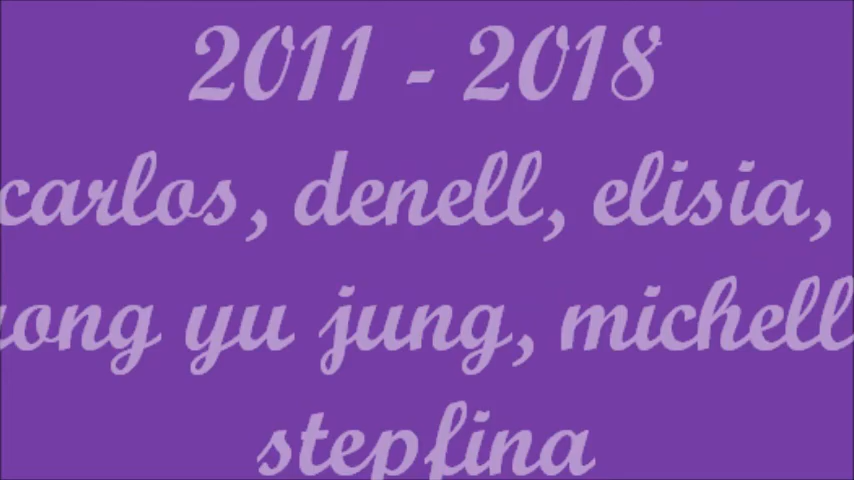 2011 - 2018
carlos, denell, elisia,
yu jung, michell
stepfina